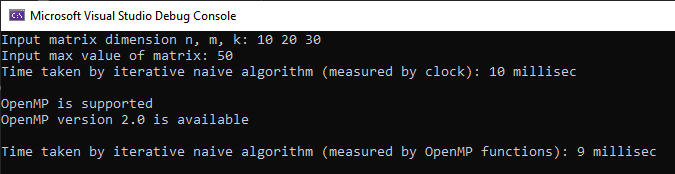 Microsoft Visual Studio Debug Console
Input matrix dimension n, m, k: 10 20 30
Input max value of matrix: 50
Time taken by iterative naive algorithm (measured by clock): 10 millisec
OpenMP is supported
OpenMP version 2.0 is available
Time taken by iterative naive algorithm (measured by OpenMP functions): 9 millisec